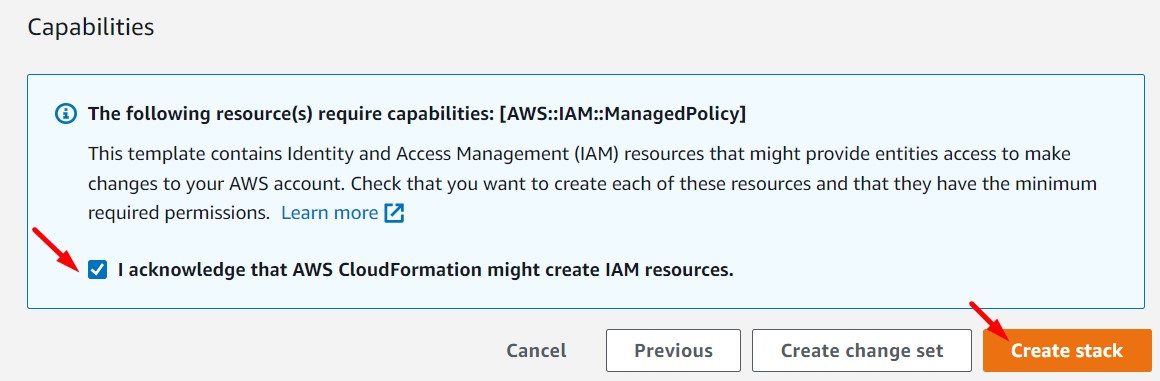 Capabilities
The following resource(s) require capabilities: [AWS::IAM::ManagedPolicy]
This template contains Identity and Access Management (IAM) resources that might provide entities access to make
changes to your AWS account. Check that you want to create each of these resources and that they have the minimum
required permissions. Learn more
I acknowledge that AWS CloudFormation might create IAM resources.
Cancel Previous Create change set Create stack